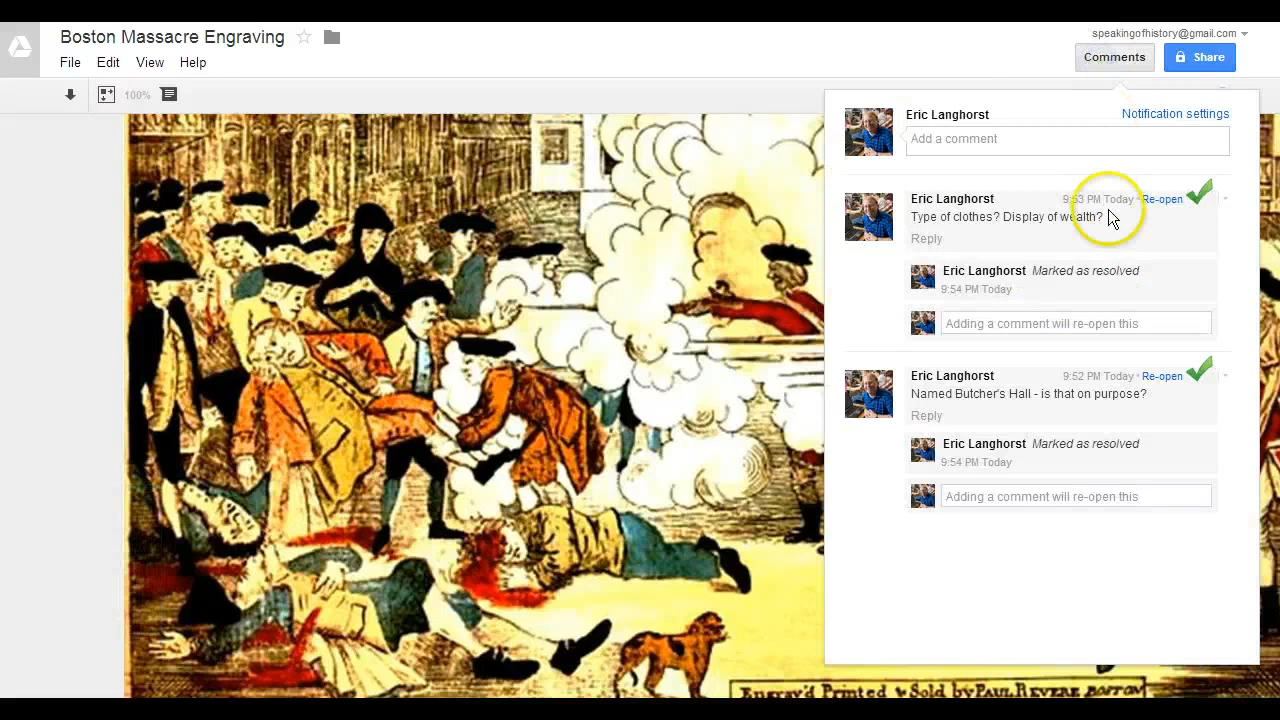 Boston Massacre Engraving
speakingofhistory@gmail.com
File Edit View Help
Comments Share
100%
Eric Langhorst Notification settings
Add a comment
Eric Langhorst 9:53 PM Today • Re-open
Type of clothes? Display of wealth?
Reply
Eric Langhorst Marked as resolved
9:54 PM Today
Adding a comment will re-open this
Eric Langhorst 9:52 PM Today • Re-open
Named Butcher's Hall - is that on purpose?
Reply
Eric Langhorst Marked as resolved
9:54 PM Today
Adding a comment will re-open this
Engrav'd Printed & Sold by PAUL REVERE BOSTON